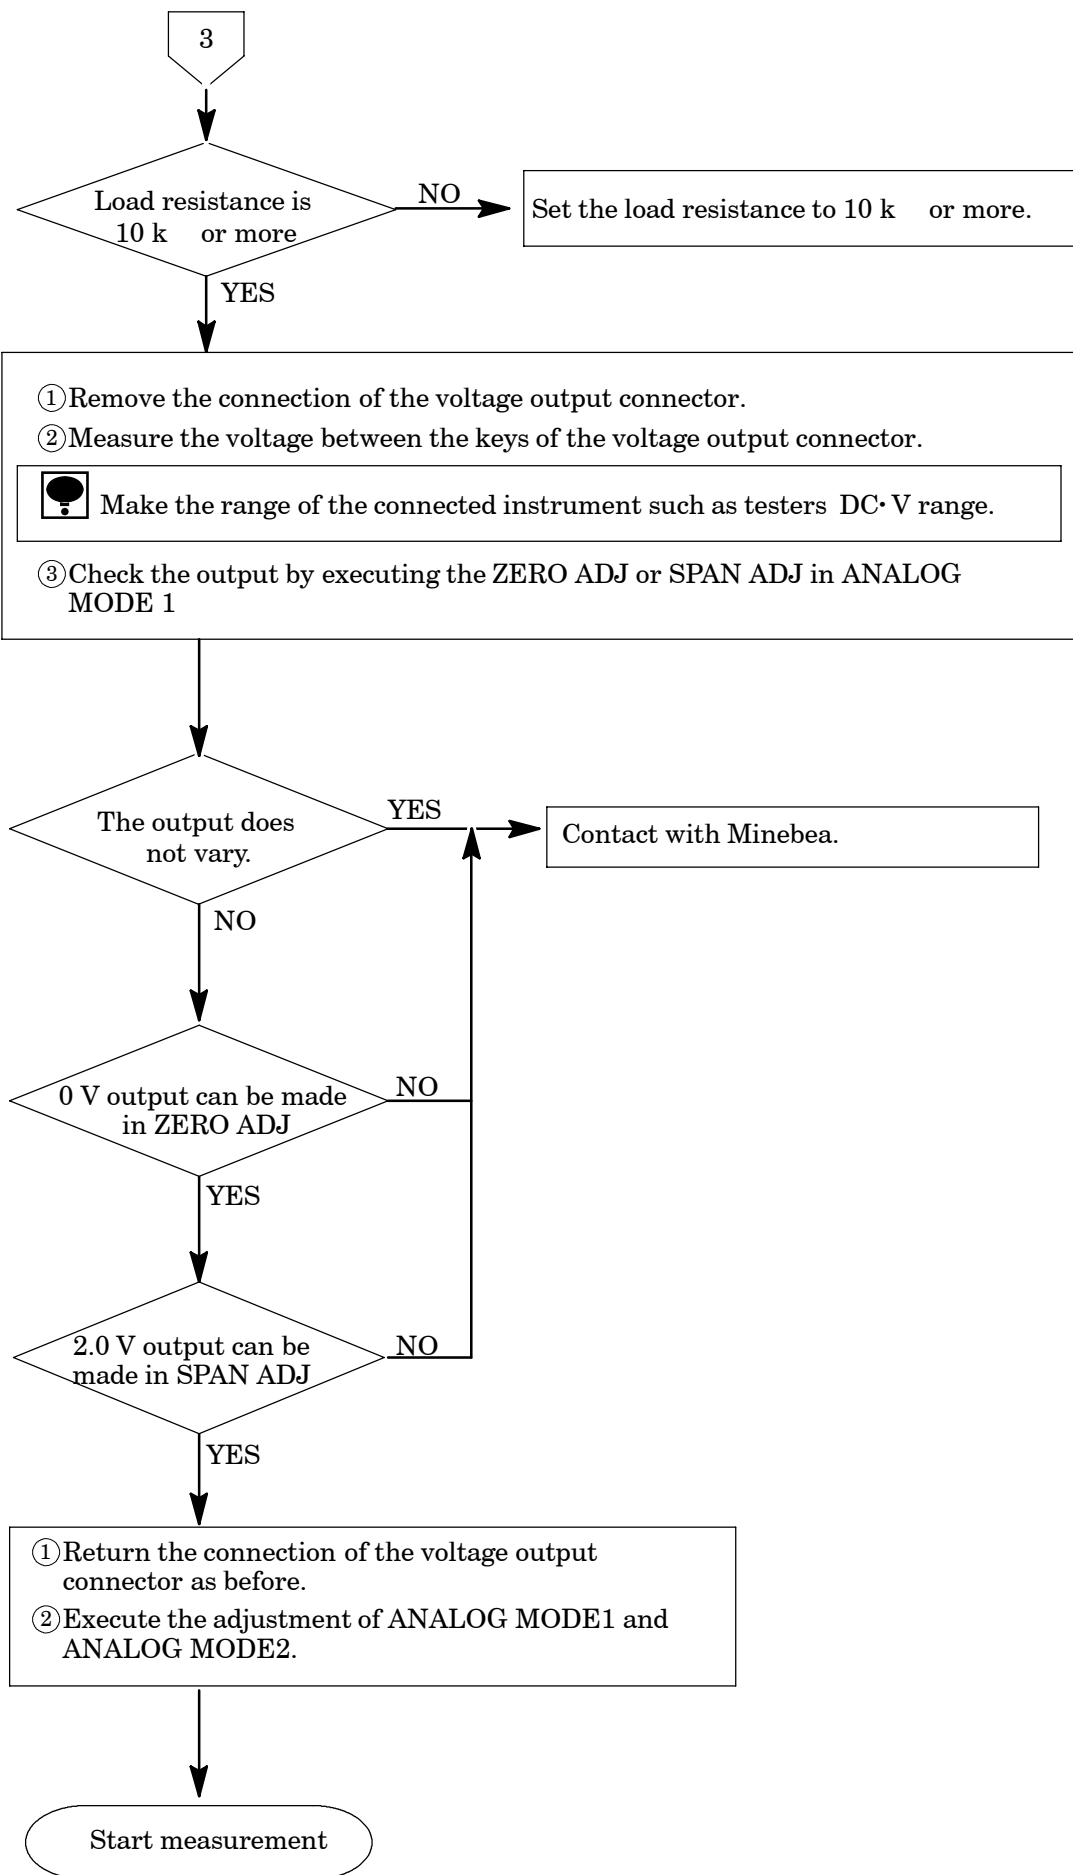 3
Load resistance is
10 k or more
NO
Set the load resistance to 10 k or more.
YES
①Remove the connection of the voltage output connector.
②Measure the voltage between the keys of the voltage output connector.
Make the range of the connected instrument such as testers DC·V range.
③Check the output by executing the ZERO ADJ or SPAN ADJ in ANALOG
MODE 1
The output does
not vary.
YES
Contact with Minebea.
NO
0 V output can be made
in ZERO ADJ
NO
YES
2.0 V output can be
made in SPAN ADJ
NO
YES
①Return the connection of the voltage output
connector as before.
②Execute the adjustment of ANALOG MODE1 and
ANALOG MODE2.
Start measurement